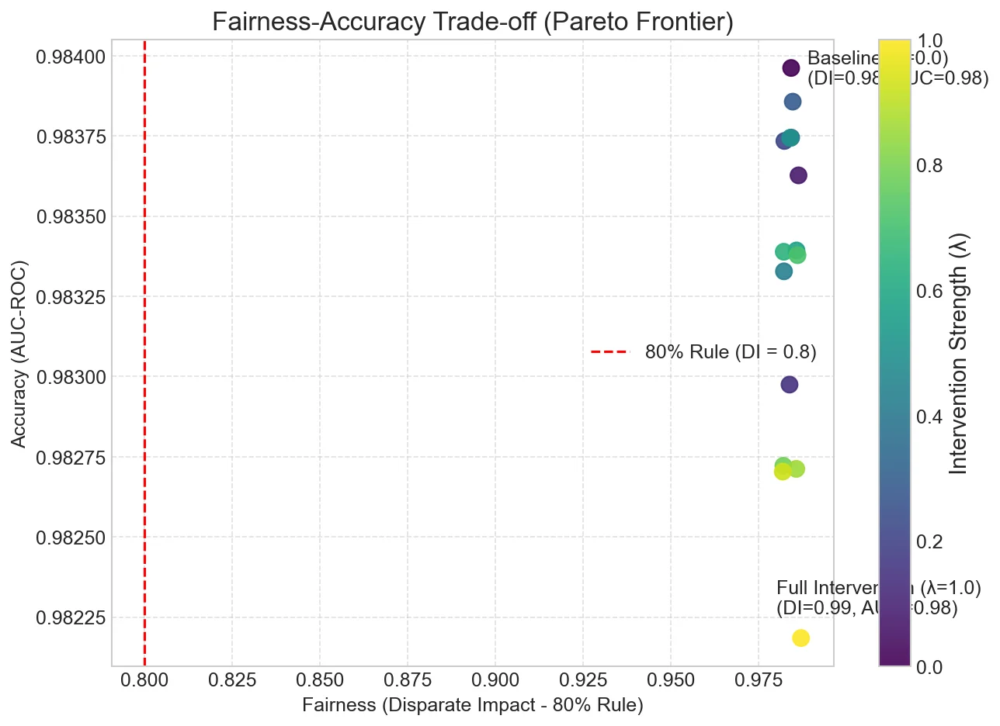 Fairness-Accuracy Trade-off (Pareto Frontier)
Accuracy (AUC-ROC)
0.98400
0.98375
0.98350
0.98325
0.98300
0.98275
0.98250
0.98225
0.800
0.825
0.850
0.875
0.900
0.925
0.950
0.975
Fairness (Disparate Impact - 80% Rule)
Baseline =0.0)
(DI=0.98 UC=0.98)
80% Rule (DI = 0.8)
Full Interven (λ=1.0)
(DI=0.99, AU =0.98)
1.0
0.8
0.6
0.4
0.2
0.0
Intervention Strength (λ)